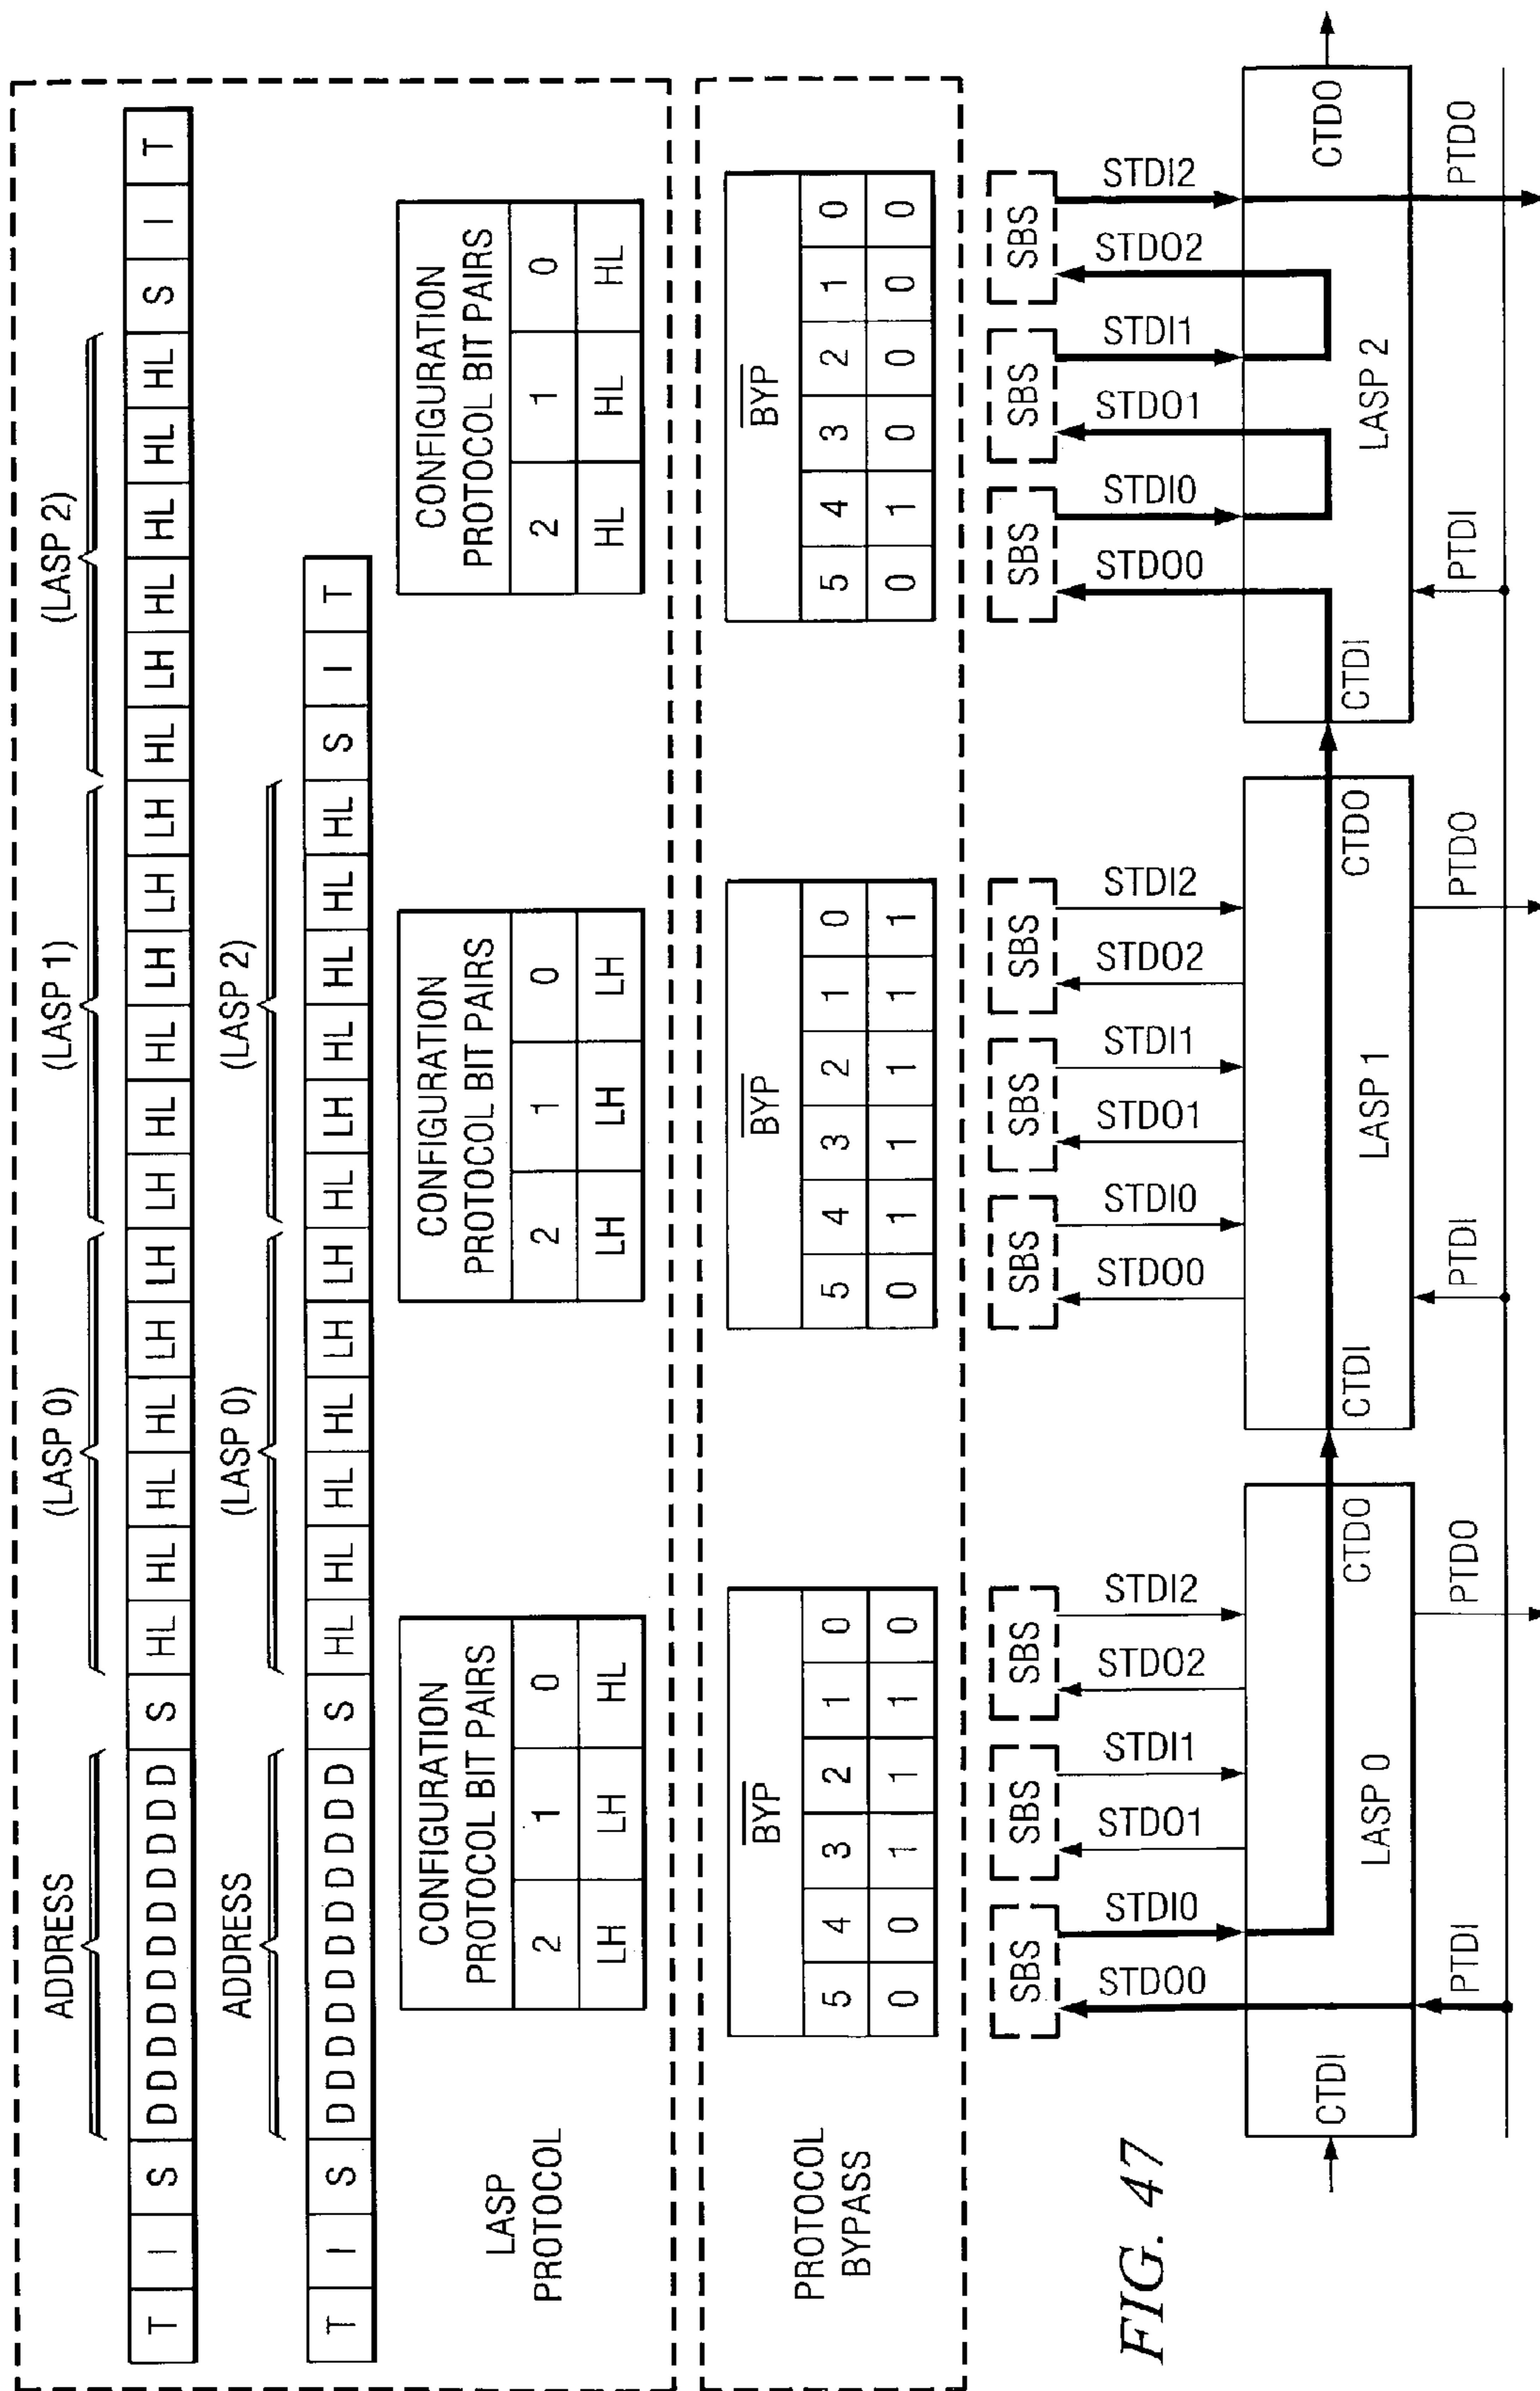 ADDRESS (LASP 0) (LASP 1) (LASP 2)
T I S D D D D D D D D D D S HL HL HL HL LH LH LH HL HL LH LH LH HL LH HL HL HL HL S I T
ADDRESS (LASP 0) (LASP 2)
T I S D D D D D D D D D D S HL HL HL HL LH LH HL LH HL HL HL HL S I T
LASP
PROTOCOL
CONFIGURATION
PROTOCOL BIT PAIRS
2 1 0
LH LH HL
CONFIGURATION
PROTOCOL BIT PAIRS
2 1 0
LH LH LH
CONFIGURATION
PROTOCOL BIT PAIRS
2 1 0
HL HL HL
PROTOCOL
BYPASS
BYP
5 4 3 2 1 0
0 0 1 1 1 0
BYP
5 4 3 2 1 0
0 1 1 1 1 1
BYP
5 4 3 2 1 0
0 1 0 0 0 0
SBS SBS SBS SBS SBS SBS SBS SBS SBS
STDO0 STDI0 STDO1 STDI1 STDO2 STDI2
STDO0 STDI0 STDO1 STDI1 STDO2 STDI2
STDO0 STDI0 STDO1 STDI1 STDO2 STDI2
CTDI CTDO CTDI CTDO CTDI CTDO
LASP 0 LASP 1 LASP 2
PTDI PTDO PTDI PTDO PTDI PTDO
FIG. 47